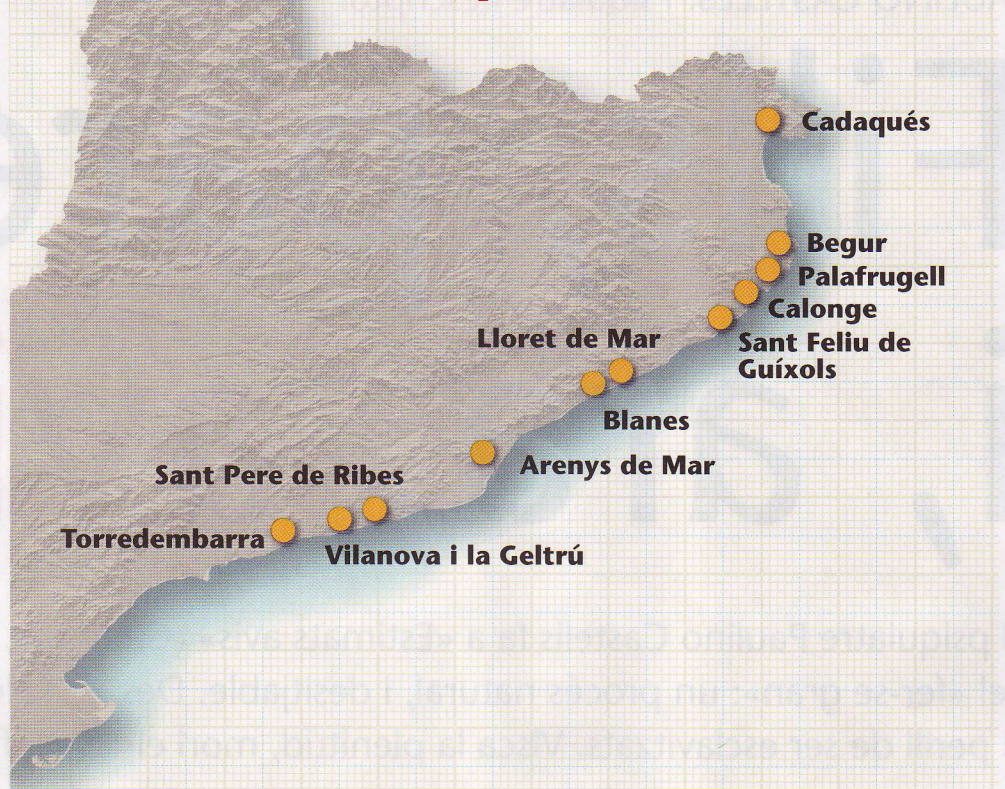 Cadaqués
Begur
Palafrugell
Calonge
Lloret de Mar
Sant Feliu de
Guíxols
Blanes
Arenys de Mar
Sant Pere de Ribes
Torredembarra
Vilanova i la Geltrú